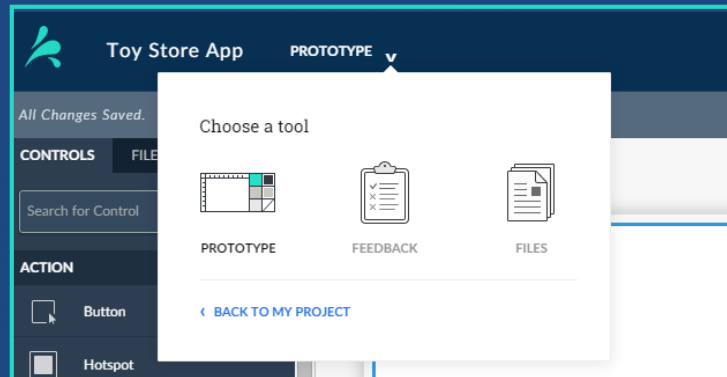 Toy Store App PROTOTYPE
All Changes Saved.
Choose a tool
CONTROLS
Search for Control
PROTOTYPE FEEDBACK FILES
ACTION
‹ BACK TO MY PROJECT
Button
Hotspot